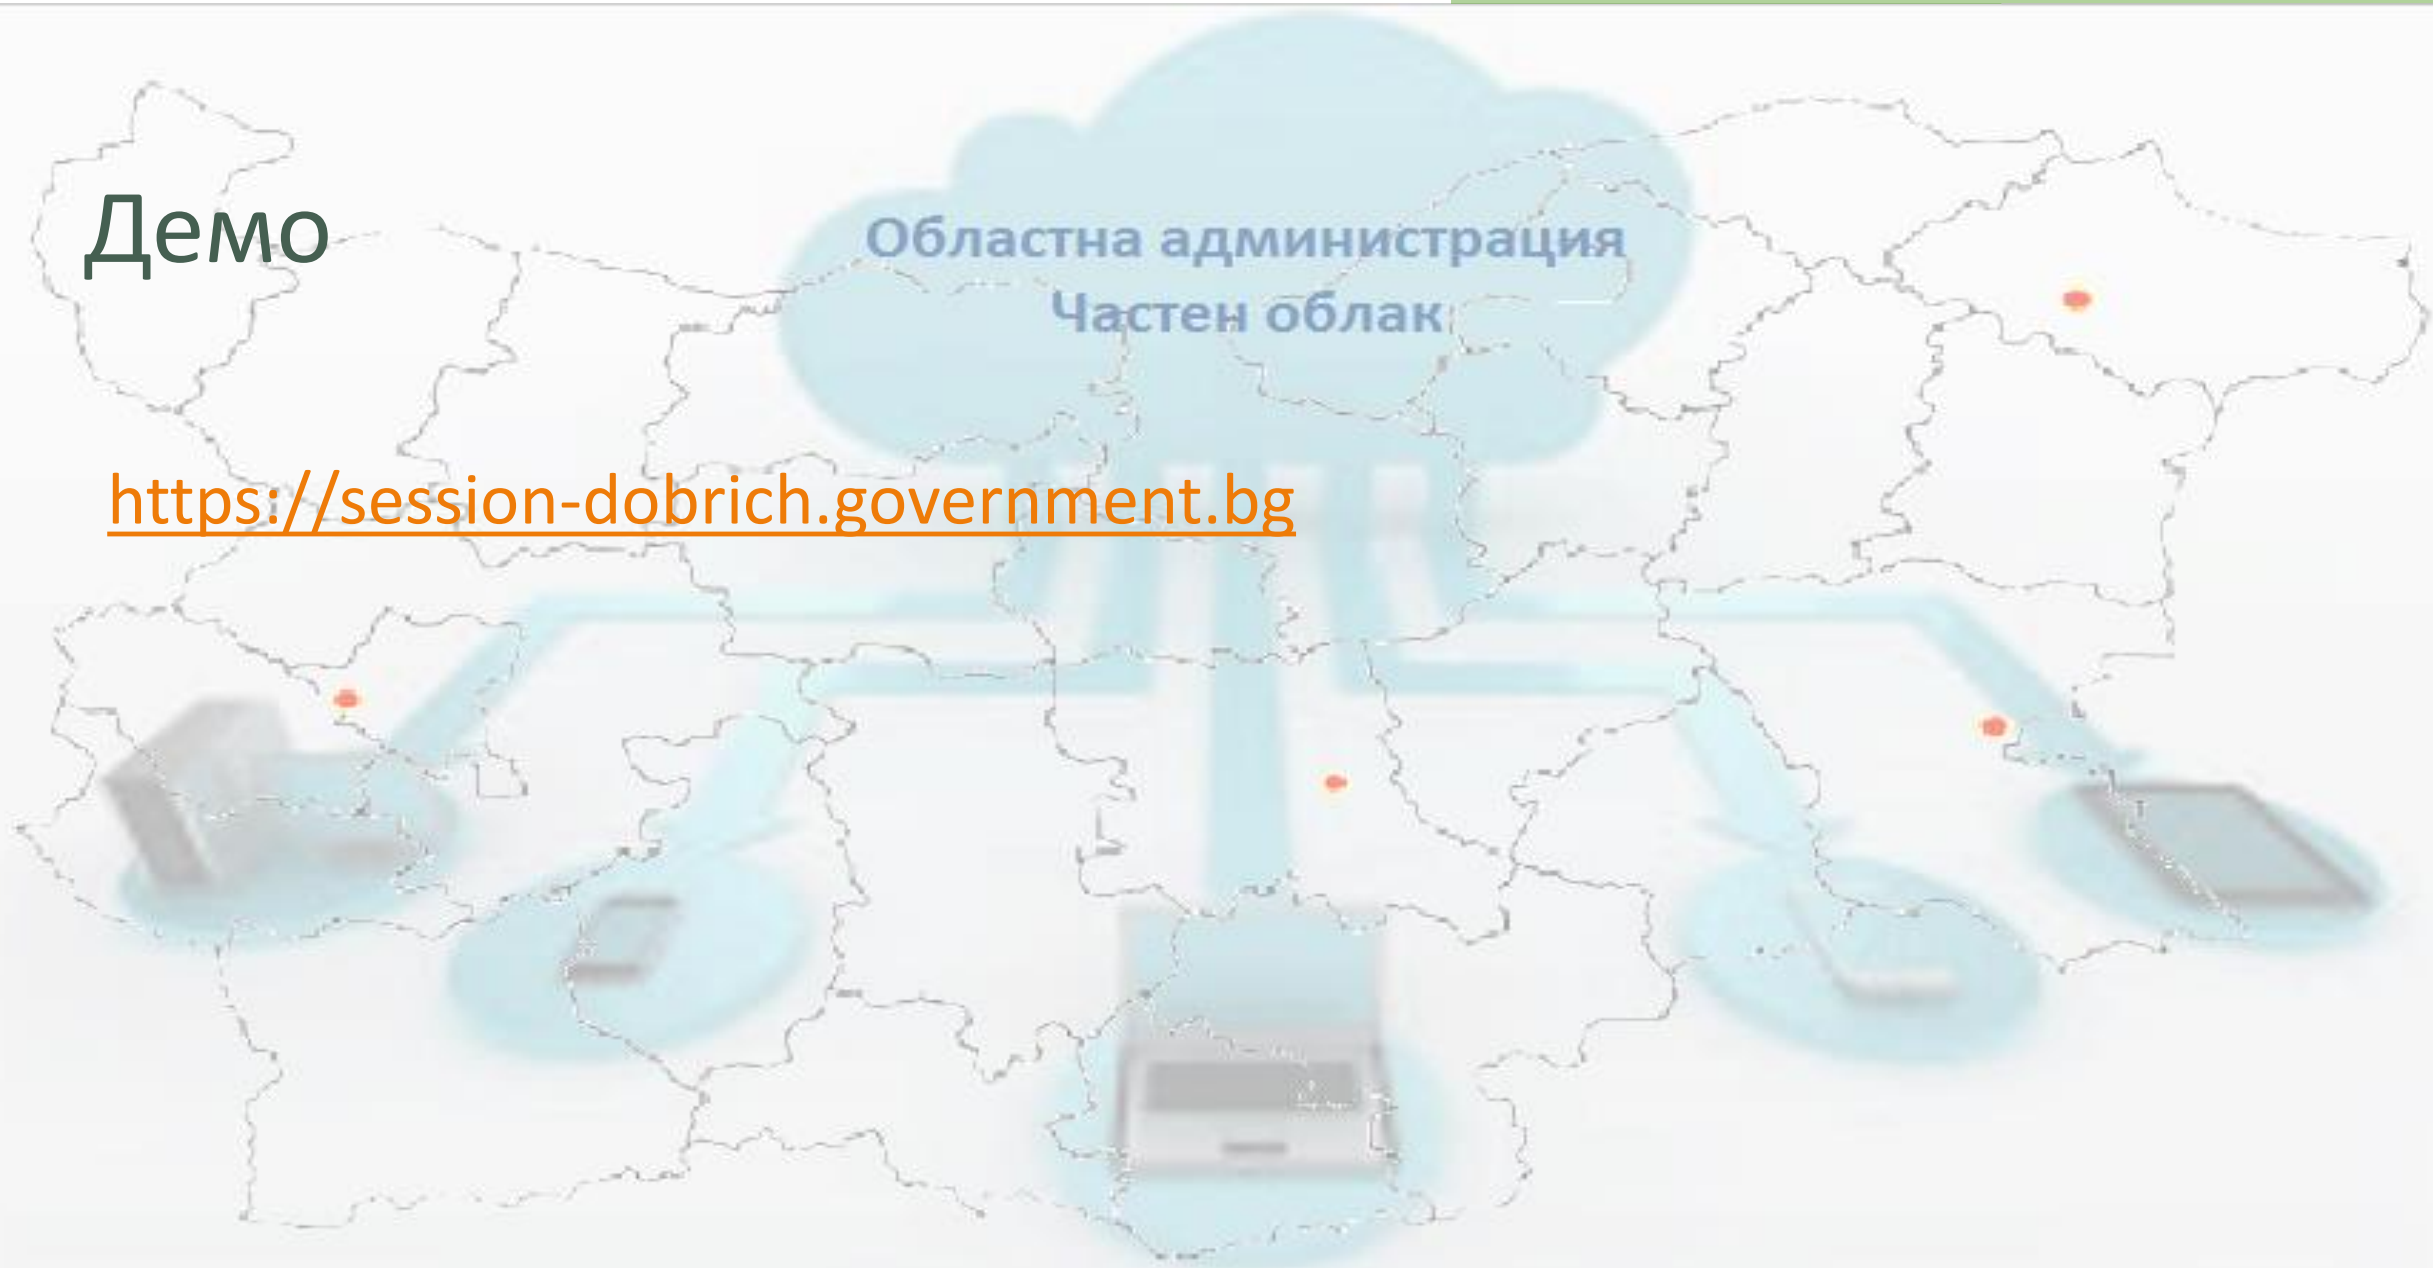 Областна администрация
Частен облак
Демо
https://session-dobrich.government.bg